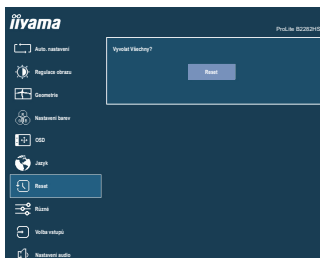 iiyama
ProLite B2282HS
Auto. nastavení
Vyvolat Všechny?
Reset
Regulace obrazu
Geometrie
Nastavení barev
OSD
Jazyk
Reset
Různé
Volba vstupů
Nastavení audio